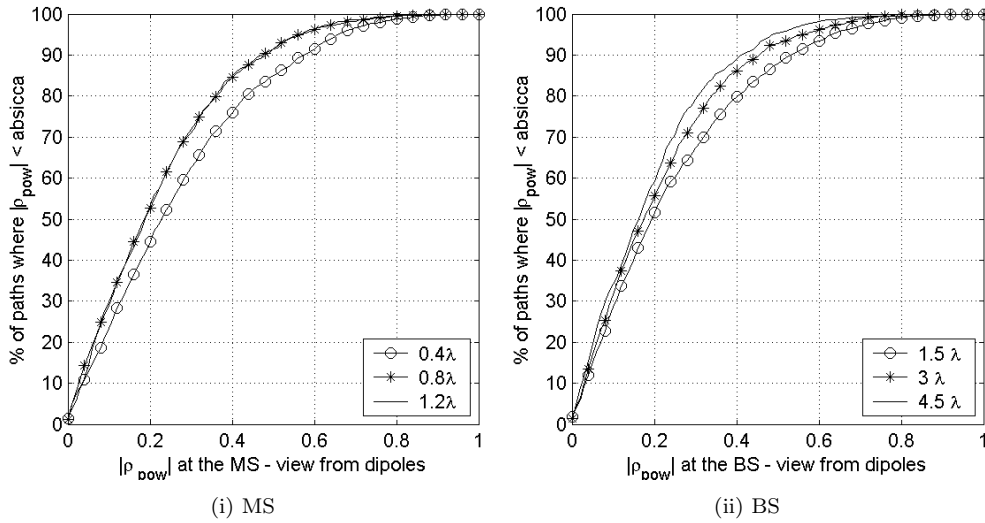 100
90
80
70
60
50
40
30
20
10
0
% of paths where |ρpow| < absicca
0 0.2 0.4 0.6 0.8 1
|ρpow| at the MS - view from dipoles
0.4λ
0.8λ
1.2λ
(i) MS
100
90
80
70
60
50
40
30
20
10
0
% of paths where |ρpow| < absicca
0 0.2 0.4 0.6 0.8 1
|ρpow| at the BS - view from dipoles
1.5 λ
3 λ
4.5 λ
(ii) BS